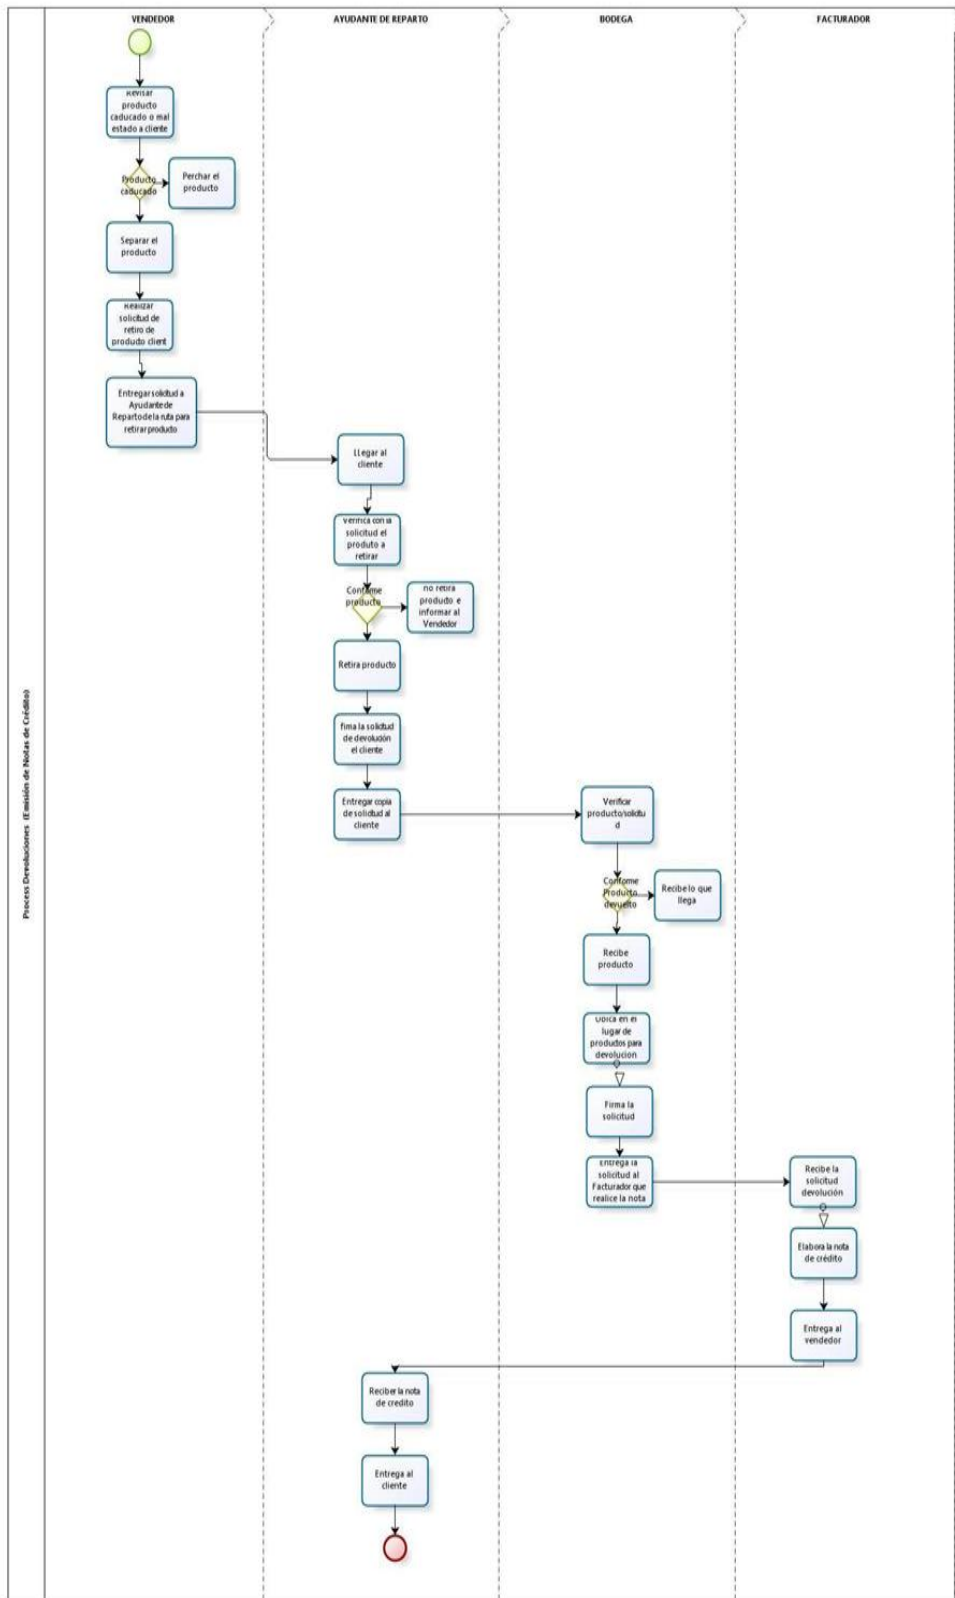 VENDEDOR
AYUDANTE DE REPARTO
BODEGA
FACTURADOR
Process Devoluciones (Emisión de Notas de Crédito)
Revisar
producto
caducado o mal
estado a cliente
Producto
caducado
Perchar el
producto
Separar el
producto
Realizar
solicitud de
retiro de
producto client
Entregar solicitud a
Ayudante de
Reparto de la ruta para
retirar producto
LLegar al
cliente
Verifica con la
solicitud el
produto a
retirar
Conforme
producto
no retira
producto e
informar al
Vendedor
Retira producto
fima la solicitud
de devolución
el cliente
Entregar copia
de solicitud al
cliente
Verificar
producto/solicitu
d
Conforme
Producto
devuelto
Recibe lo que
llega
Recibe
producto
Ubica en el
lugar de
productos para
devolucion
Firma la
solicitud
Entrega la
solicitud al
Facturador que
realice la nota
Recibe la
solicitud
devolución
Elabora la nota
de crédito
Entrega al
vendedor
Reciber la nota
de credito
Entrega al
cliente